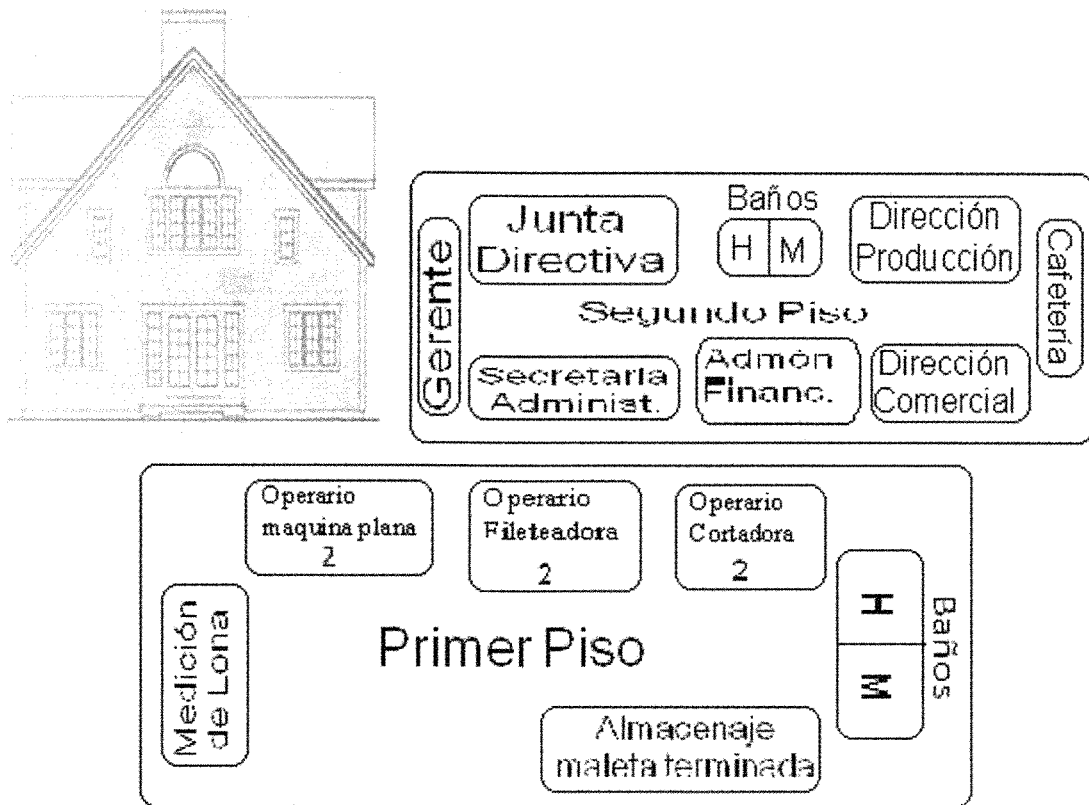 Gerente
Junta
Directiva
Baños
H M
Dirección
Producción
Cafetería
Segundo Piso
Secretaria
Administ.
Admón
Financ.
Dirección
Comercial
Operario
maquina plana
2
Operario
Fileteadora
2
Operario
Cortadora
2
Medición
de Lona
Primer Piso
H
M
Baños
Almacenaje
maleta terminada